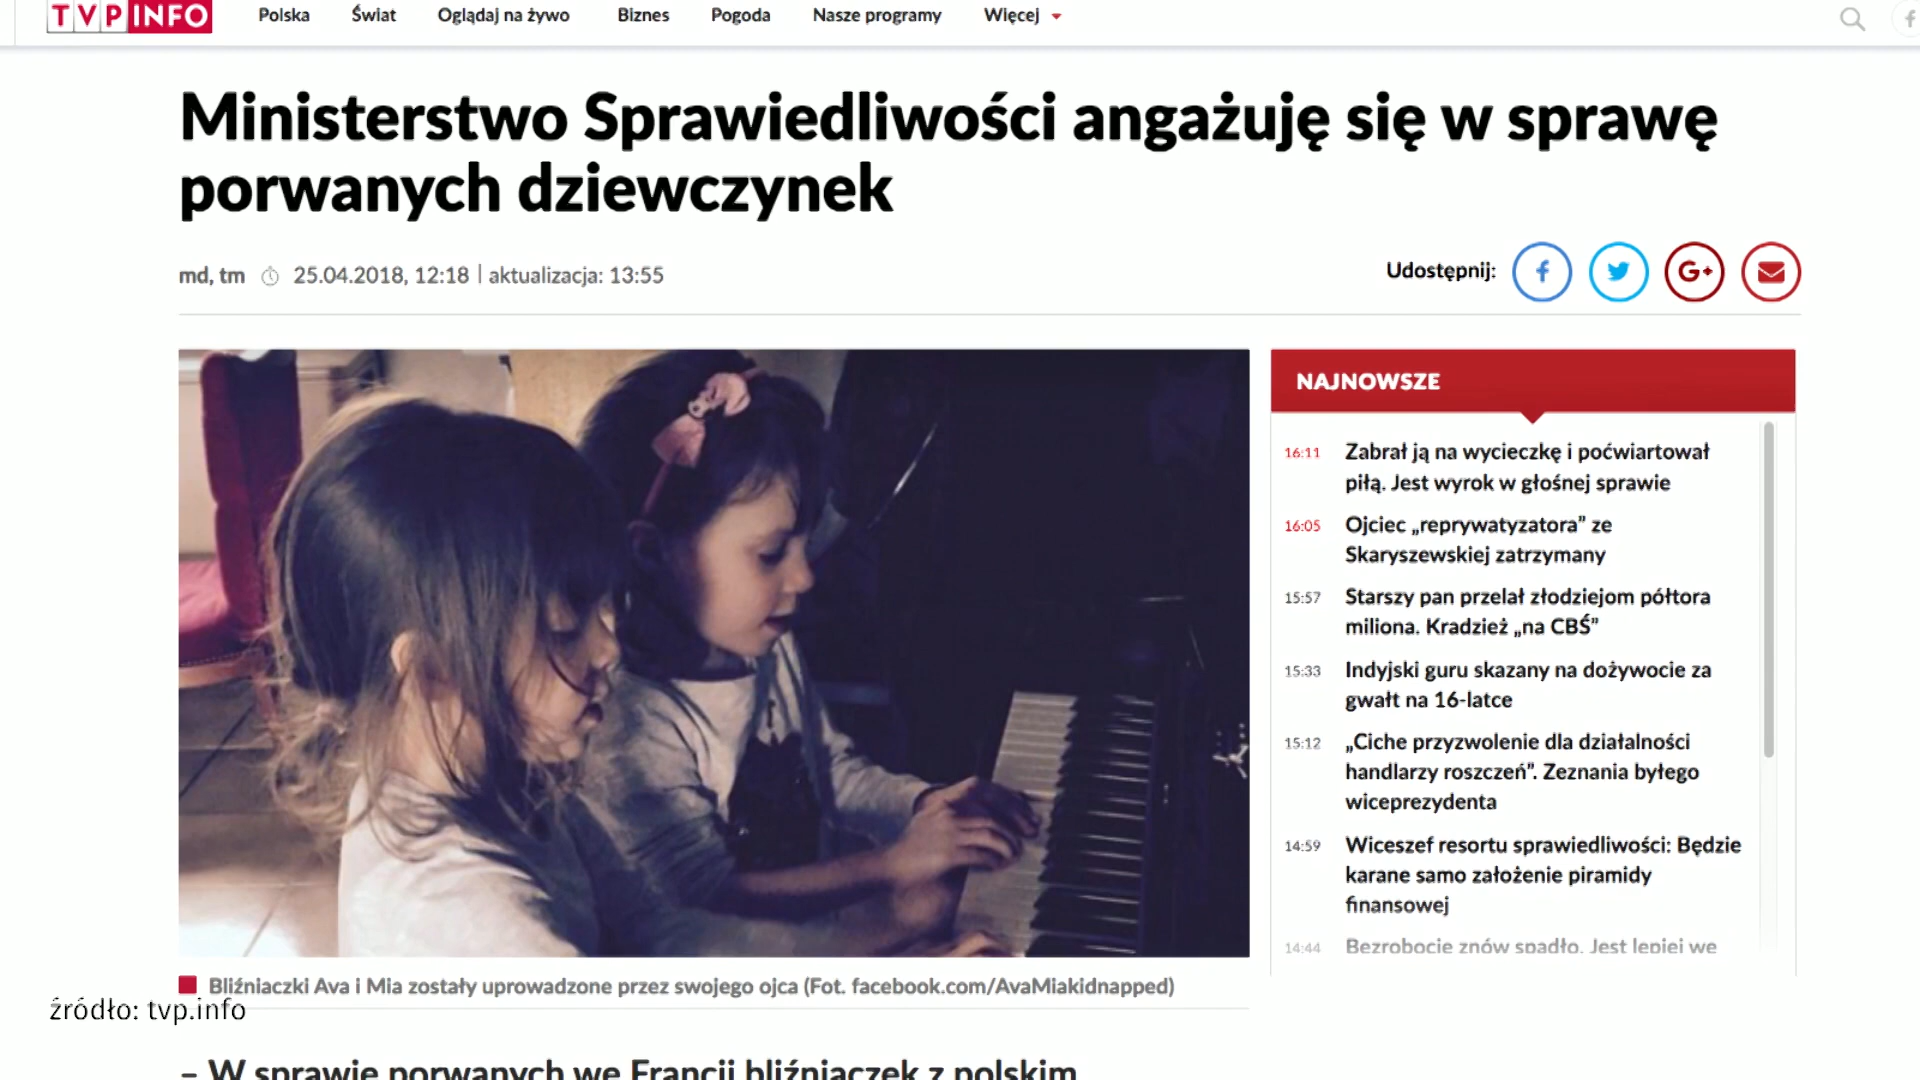 TVP INFO
Polska Świat Oglądaj na żywo Biznes Pogoda Nasze programy Więcej
Ministerstwo Sprawiedliwości angażuję się w sprawę
porwanych dziewczynek
md, tm 25.04.2018, 12:18 | aktualizacja: 13:55
Udostępnij:
NAJNOWSZE
16:11 Zabrał ją na wycieczkę i poćwiartował
piłą. Jest wyrok w głośnej sprawie
16:05 Ojciec „reprywatyzatora” ze
Skaryszewskiej zatrzymany
15:57 Starszy pan przelał złodziejom półtora
miliona. Kradzież „na CBŚ”
15:33 Indyjski guru skazany na dożywocie za
gwałt na 16-latce
15:12 „Ciche przyzwolenie dla działalności
handlarzy roszczeń”. Zeznania byłego
wiceprezydenta
14:59 Wiceszef resortu sprawiedliwości: Będzie
karane samo założenie piramidy
finansowej
14:44 Bezrobocie znów spadło. Jest lepiej we
Bliźniaczki Ava i Mia zostały uprowadzone przez swojego ojca (Fot. facebook.com/AvaMiakidnapped)
źródło: tvp.info
– W sprawie porwanych we Francji bliźniaczek z polskim